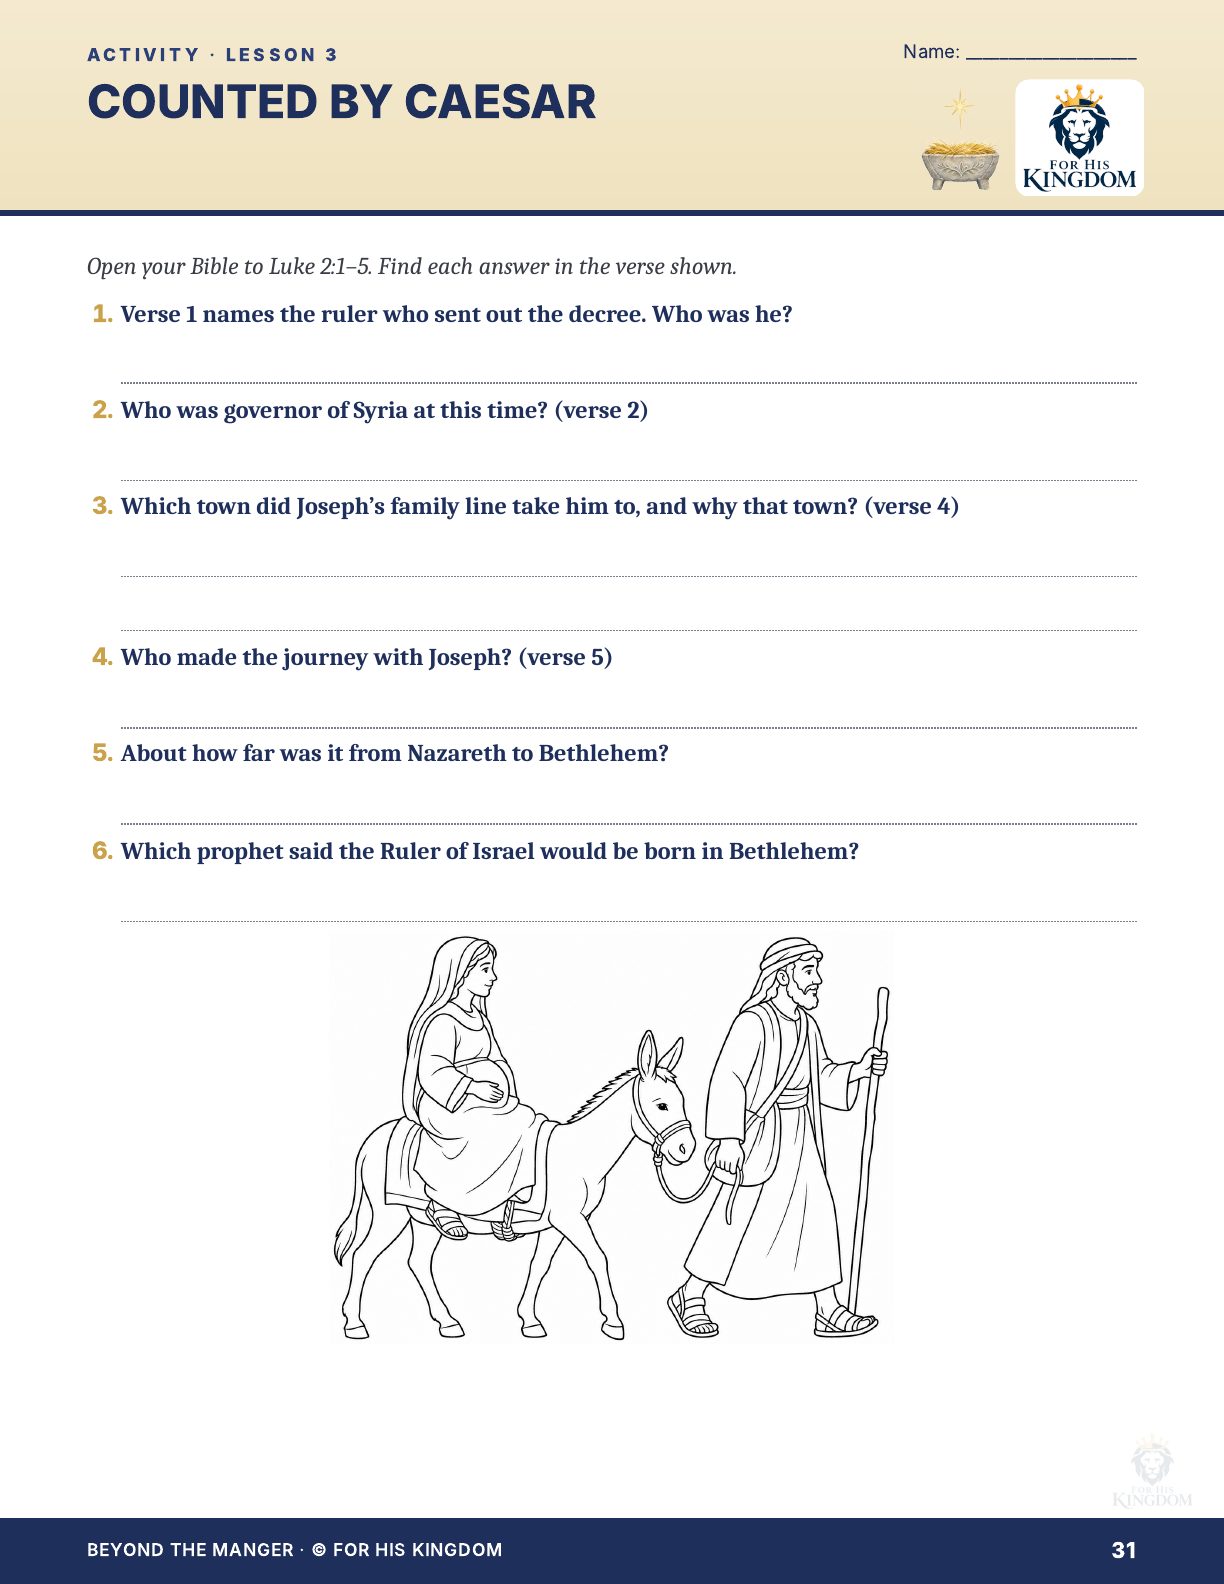 ACTIVITY · LESSON 3
COUNTED BY CAESAR
Name: ___________________
FOR HIS
KINGDOM
Open your Bible to Luke 2:1–5. Find each answer in the verse shown.
1. Verse 1 names the ruler who sent out the decree. Who was he?
2. Who was governor of Syria at this time? (verse 2)
3. Which town did Joseph’s family line take him to, and why that town? (verse 4)
4. Who made the journey with Joseph? (verse 5)
5. About how far was it from Nazareth to Bethlehem?
6. Which prophet said the Ruler of Israel would be born in Bethlehem?
FOR HIS
KINGDOM
BEYOND THE MANGER · © FOR HIS KINGDOM
31